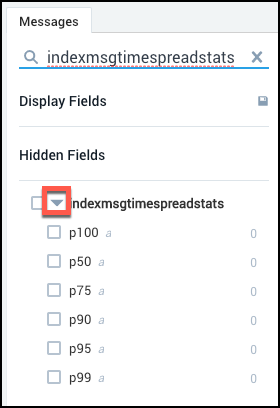 Messages
indexmsgtimespreadstats
Display Fields
Hidden Fields
indexmsgtimespreadstats
p100 a 0
p50 a 0
p75 a 0
p90 a 0
p95 a 0
p99 a 0